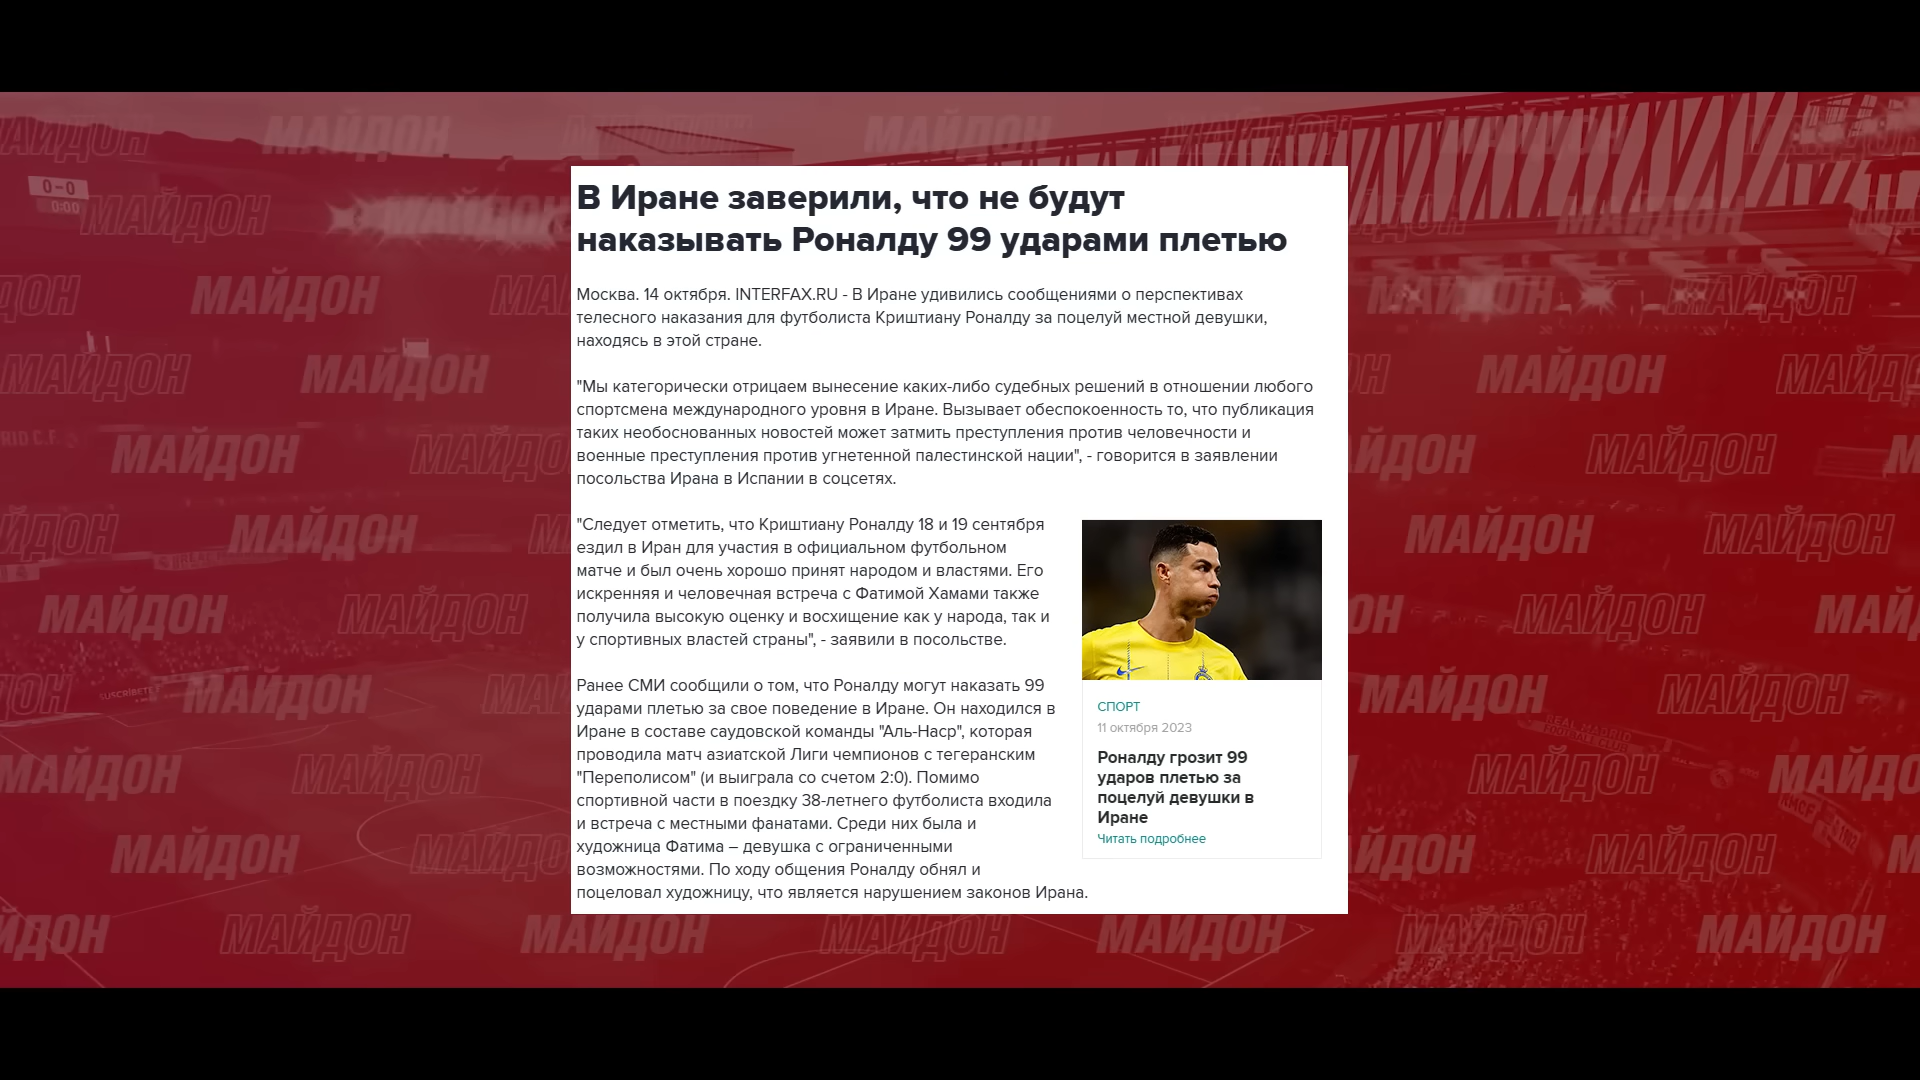 В Иране заверили, что не будут
наказывать Роналду 99 ударами плетью
Москва. 14 октября. INTERFAX.RU - В Иране удивились сообщениями о перспективах
телесного наказания для футболиста Криштиану Роналду за поцелуй местной девушки,
находясь в этой стране.
"Мы категорически отрицаем вынесение каких-либо судебных решений в отношении любого
спортсмена международного уровня в Иране. Вызывает обеспокоенность то, что публикация
таких необоснованных новостей может затмить преступления против человечности и
военные преступления против угнетенной палестинской нации", - говорится в заявлении
посольства Ирана в Испании в соцсетях.
"Следует отметить, что Криштиану Роналду 18 и 19 сентября
ездил в Иран для участия в официальном футбольном
матче и был очень хорошо принят народом и властями. Его
искренняя и человечная встреча с Фатимой Хамами также
получила высокую оценку и восхищение как у народа, так и
у спортивных властей страны", - заявили в посольстве.
Ранее СМИ сообщили о том, что Роналду могут наказать 99
ударами плетью за свое поведение в Иране. Он находился в
Иране в составе саудовской команды "Аль-Наср", которая
проводила матч азиатской Лиги чемпионов с тегеранским
"Переполисом" (и выиграла со счетом 2:0). Помимо
спортивной части в поездку 38-летнего футболиста входила
и встреча с местными фанатами. Среди них была и
художница Фатима – девушка с ограниченными
возможностями. По ходу общения Роналду обнял и
поцеловал художницу, что является нарушением законов Ирана.
СПОРТ
11 октября 2023
Роналду грозит 99
ударов плетью за
поцелуй девушки в
Иране
Читать подробнее
0-0
0:00
МАЙДОН